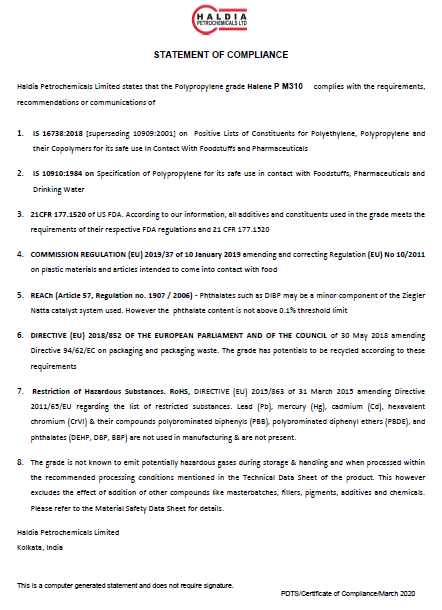 HALDIA
PETROCHEMICALS LTD
STATEMENT OF COMPLIANCE
Haldia Petrochemicals Limited states that the Polypropylene grade Halene P M310 complies with the requirements,
recommendations or communications of
1. IS 16738:2018 [superseding 10909:2001] on Positive Lists of Constituents for Polyethylene, Polypropylene and
their Copolymers for its safe use in Contact With Foodstuffs and Pharmaceuticals
2. IS 10910:1984 on Specification of Polypropylene for its safe use in contact with Foodstuffs, Pharmaceuticals and
Drinking Water
3. 21CFR 177.1520 of US FDA. According to our information, all additives and constituents used in the grade meets the
requirements of their respective FDA regulations and 21 CFR 177.1520
4. COMMISSION REGULATION (EU) 2019/37 of 10 January 2019 amending and correcting Regulation (EU) No 10/2011
on plastic materials and articles intended to come into contact with food
5. REACh (Article 57, Regulation no. 1907 / 2006) - Phthalates such as DIBP may be a minor component of the Ziegler
Natta catalyst system used. However the phthalate content is not above 0.1% threshold limit
6. DIRECTIVE (EU) 2018/852 OF THE EUROPEAN PARLIAMENT AND OF THE COUNCIL of 30 May 2018 amending
Directive 94/62/EC on packaging and packaging waste. The grade has potentials to be recycled according to these
requirements
7. Restriction of Hazardous Substances. RoHS, DIRECTIVE (EU) 2015/863 of 31 March 2015 amending Directive
2011/65/EU regarding the list of restricted substances. Lead (Pb), mercury (Hg), cadmium (Cd), hexavalent
chromium (CrVI) & their compounds polybrominated biphenyls (PBB), polybrominated diphenyl ethers (PBDE), and
phthalates (DEHP, DBP, BBP) are not used in manufacturing & are not present.
8. The grade is not known to emit potentially hazardous gases during storage & handling and when processed within
the recommended processing conditions mentioned in the Technical Data Sheet of the product. This however
excludes the effect of addition of other compounds like masterbatches, fillers, pigments, additives and chemicals.
Please refer to the Material Safety Data Sheet for details.
Haldia Petrochemicals Limited
Kolkata, India
This is a computer generated statement and does not require signature.
PDTS/Certificate of Compliance/March 2020